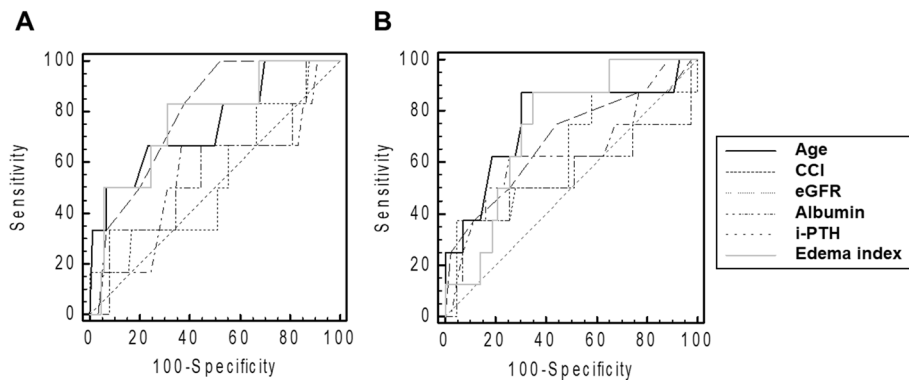 A
B
100
80
60
40
20
0
Sensitivity
0 20 40 60 80 100
100-Specificity
100
80
60
40
20
0
Sensitivity
0 20 40 60 80 100
100-Specificity
Age
CCI
eGFR
Albumin
i-PTH
Edema index